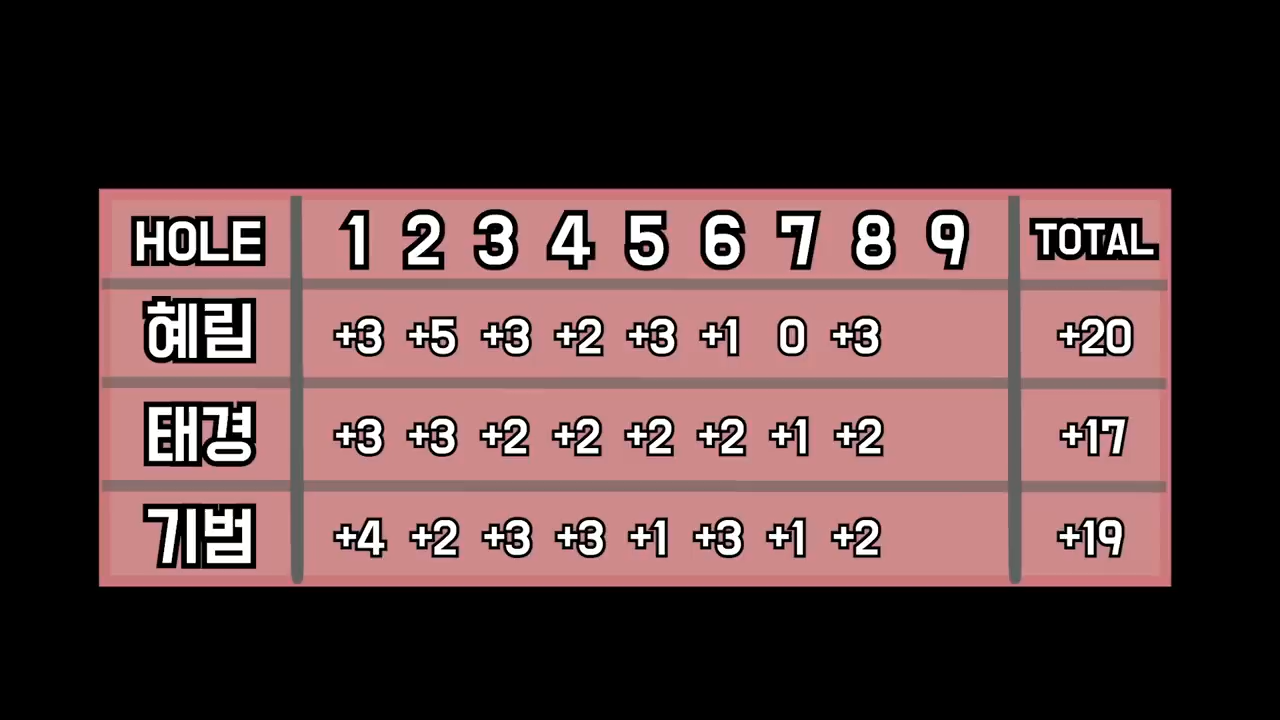 HOLE 1 2 3 4 5 6 7 8 9 TOTAL
혜림 +3 +5 +3 +2 +3 +1 0 +3 +20
태경 +3 +3 +2 +2 +2 +2 +1 +2 +17
기범 +4 +2 +3 +3 +1 +3 +1 +2 +19